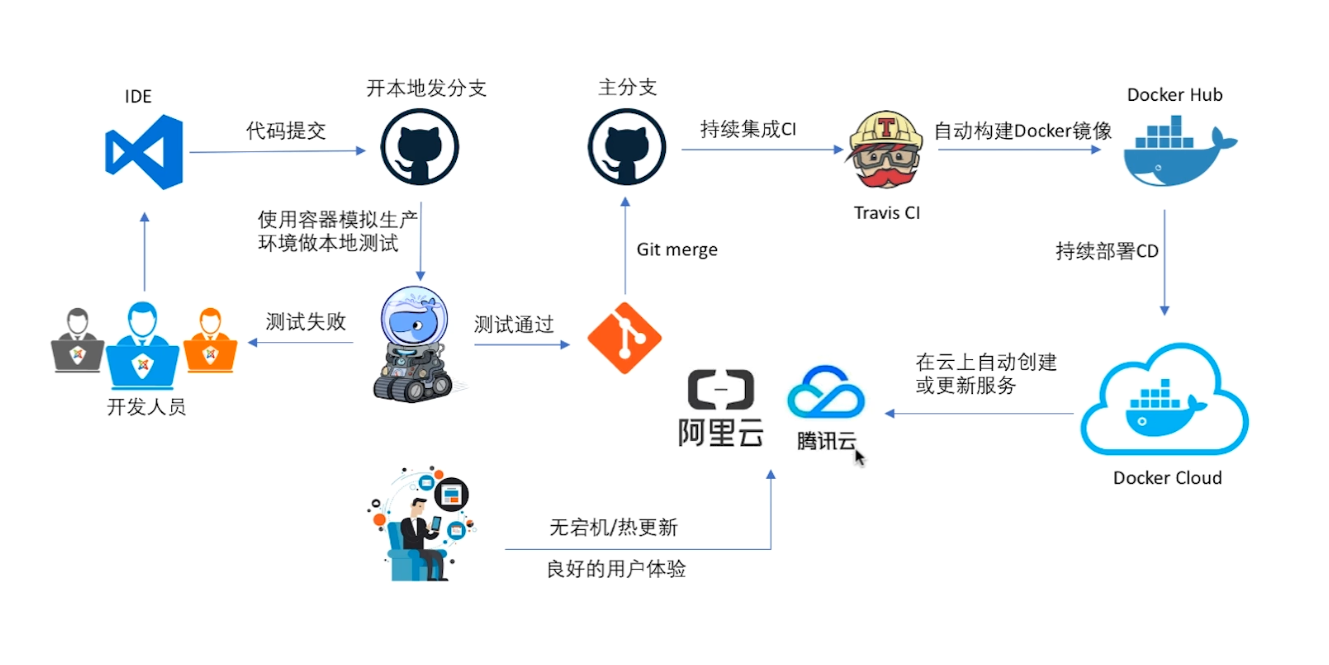 IDE
开本地发分支
主分支
Docker Hub
代码提交
持续集成CI
自动构建Docker镜像
T
Travis CI
使用容器模拟生产
环境做本地测试
Git merge
持续部署CD
测试失败
测试通过
开发人员
阿里云
腾讯云
在云上自动创建
或更新服务
Docker Cloud
无宕机/热更新
良好的用户体验